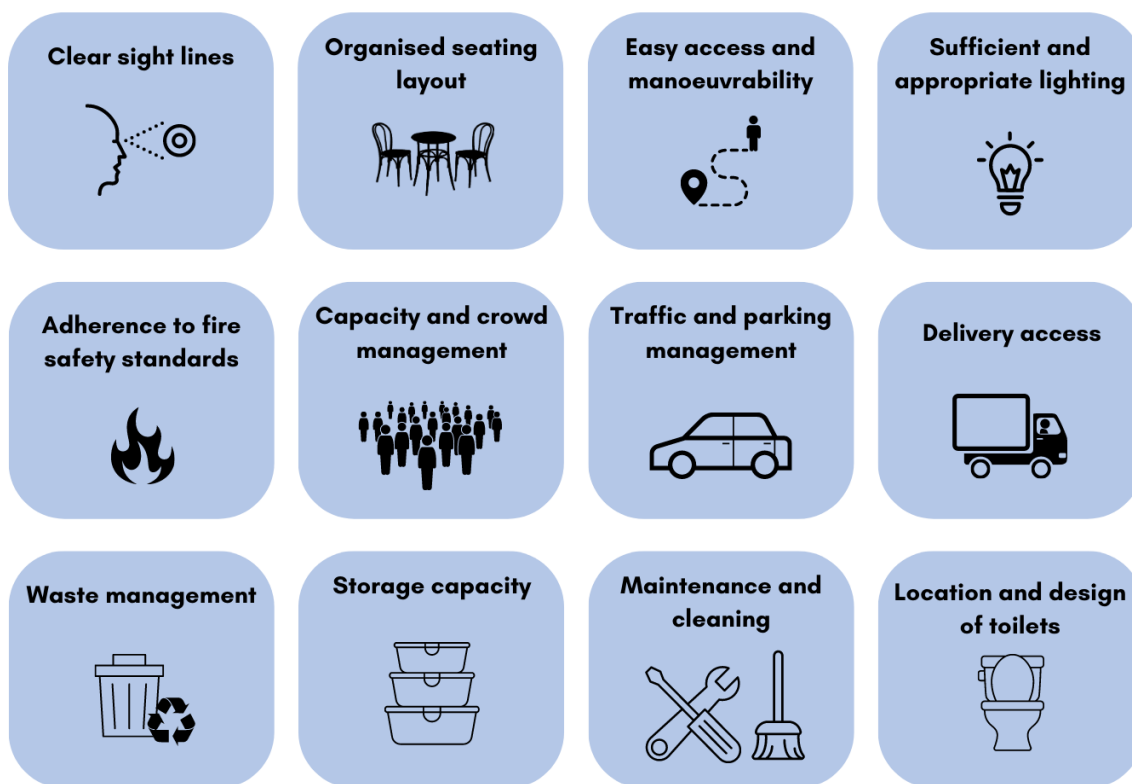 Clear sight lines
Organised seating
layout
Easy access and
manoeuvrability
Sufficient and
appropriate lighting
Adherence to fire
safety standards
Capacity and crowd
management
Traffic and parking
management
Delivery access
Waste management
Storage capacity
Maintenance and
cleaning
Location and design
of toilets